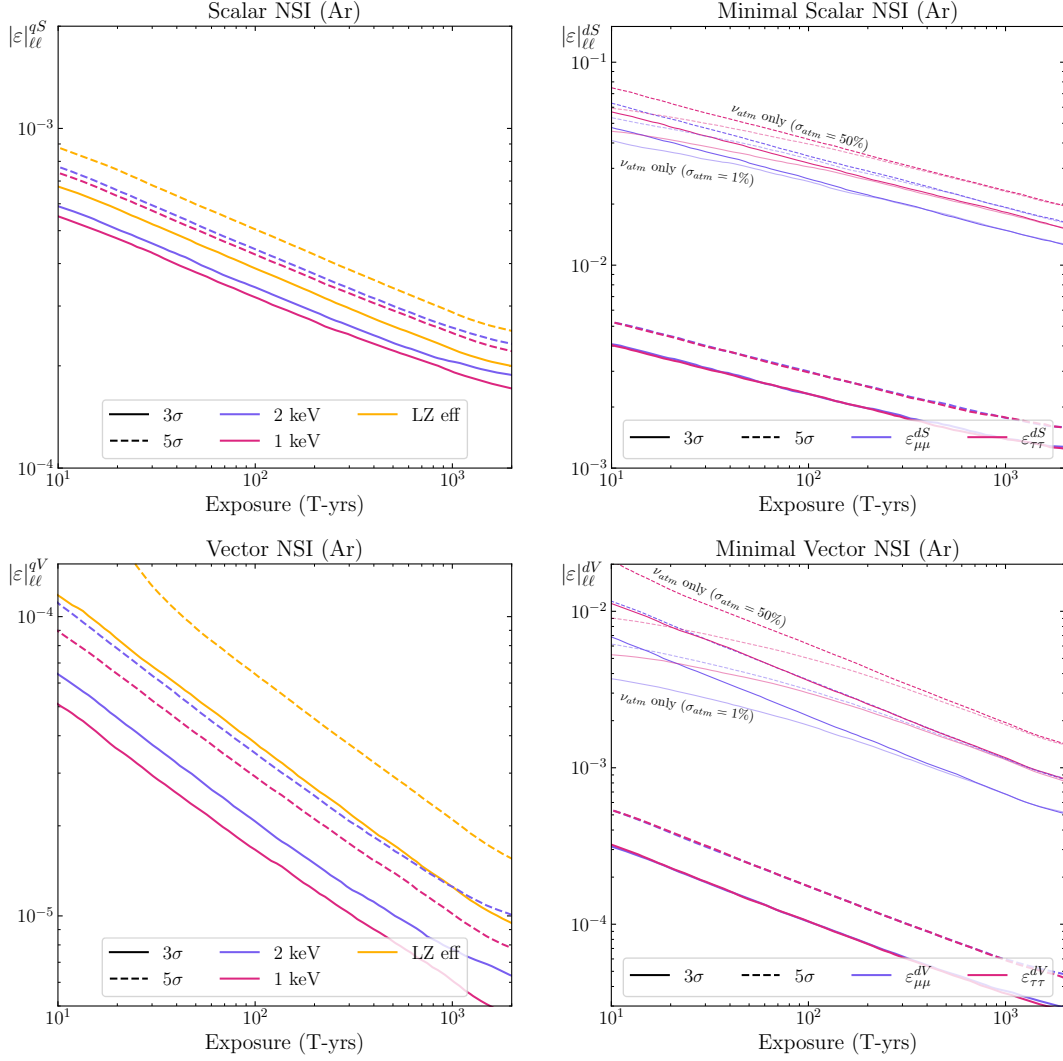 Scalar NSI (Ar)
|ε|^{qS}_{ℓℓ}
10^{-3}
10^{-4}
3σ
5σ
2 keV
1 keV
LZ eff
10^1
10^2
10^3
Exposure (T-yrs)
Minimal Scalar NSI (Ar)
|ε|^{dS}_{ℓℓ}
10^{-1}
10^{-2}
10^{-3}
ν_{atm} only (σ_{atm} = 50%)
ν_{atm} only (σ_{atm} = 1%)
3σ
5σ
ε^{dS}_{μμ}
ε^{dS}_{ττ}
10^1
10^2
10^3
Exposure (T-yrs)
Vector NSI (Ar)
|ε|^{qV}_{ℓℓ}
10^{-4}
10^{-5}
3σ
5σ
2 keV
1 keV
LZ eff
10^1
10^2
10^3
Exposure (T-yrs)
Minimal Vector NSI (Ar)
|ε|^{dV}_{ℓℓ}
10^{-2}
10^{-3}
10^{-4}
ν_{atm} only (σ_{atm} = 50%)
ν_{atm} only (σ_{atm} = 1%)
3σ
5σ
ε^{dV}_{μμ}
ε^{dV}_{ττ}
10^1
10^2
10^3
Exposure (T-yrs)